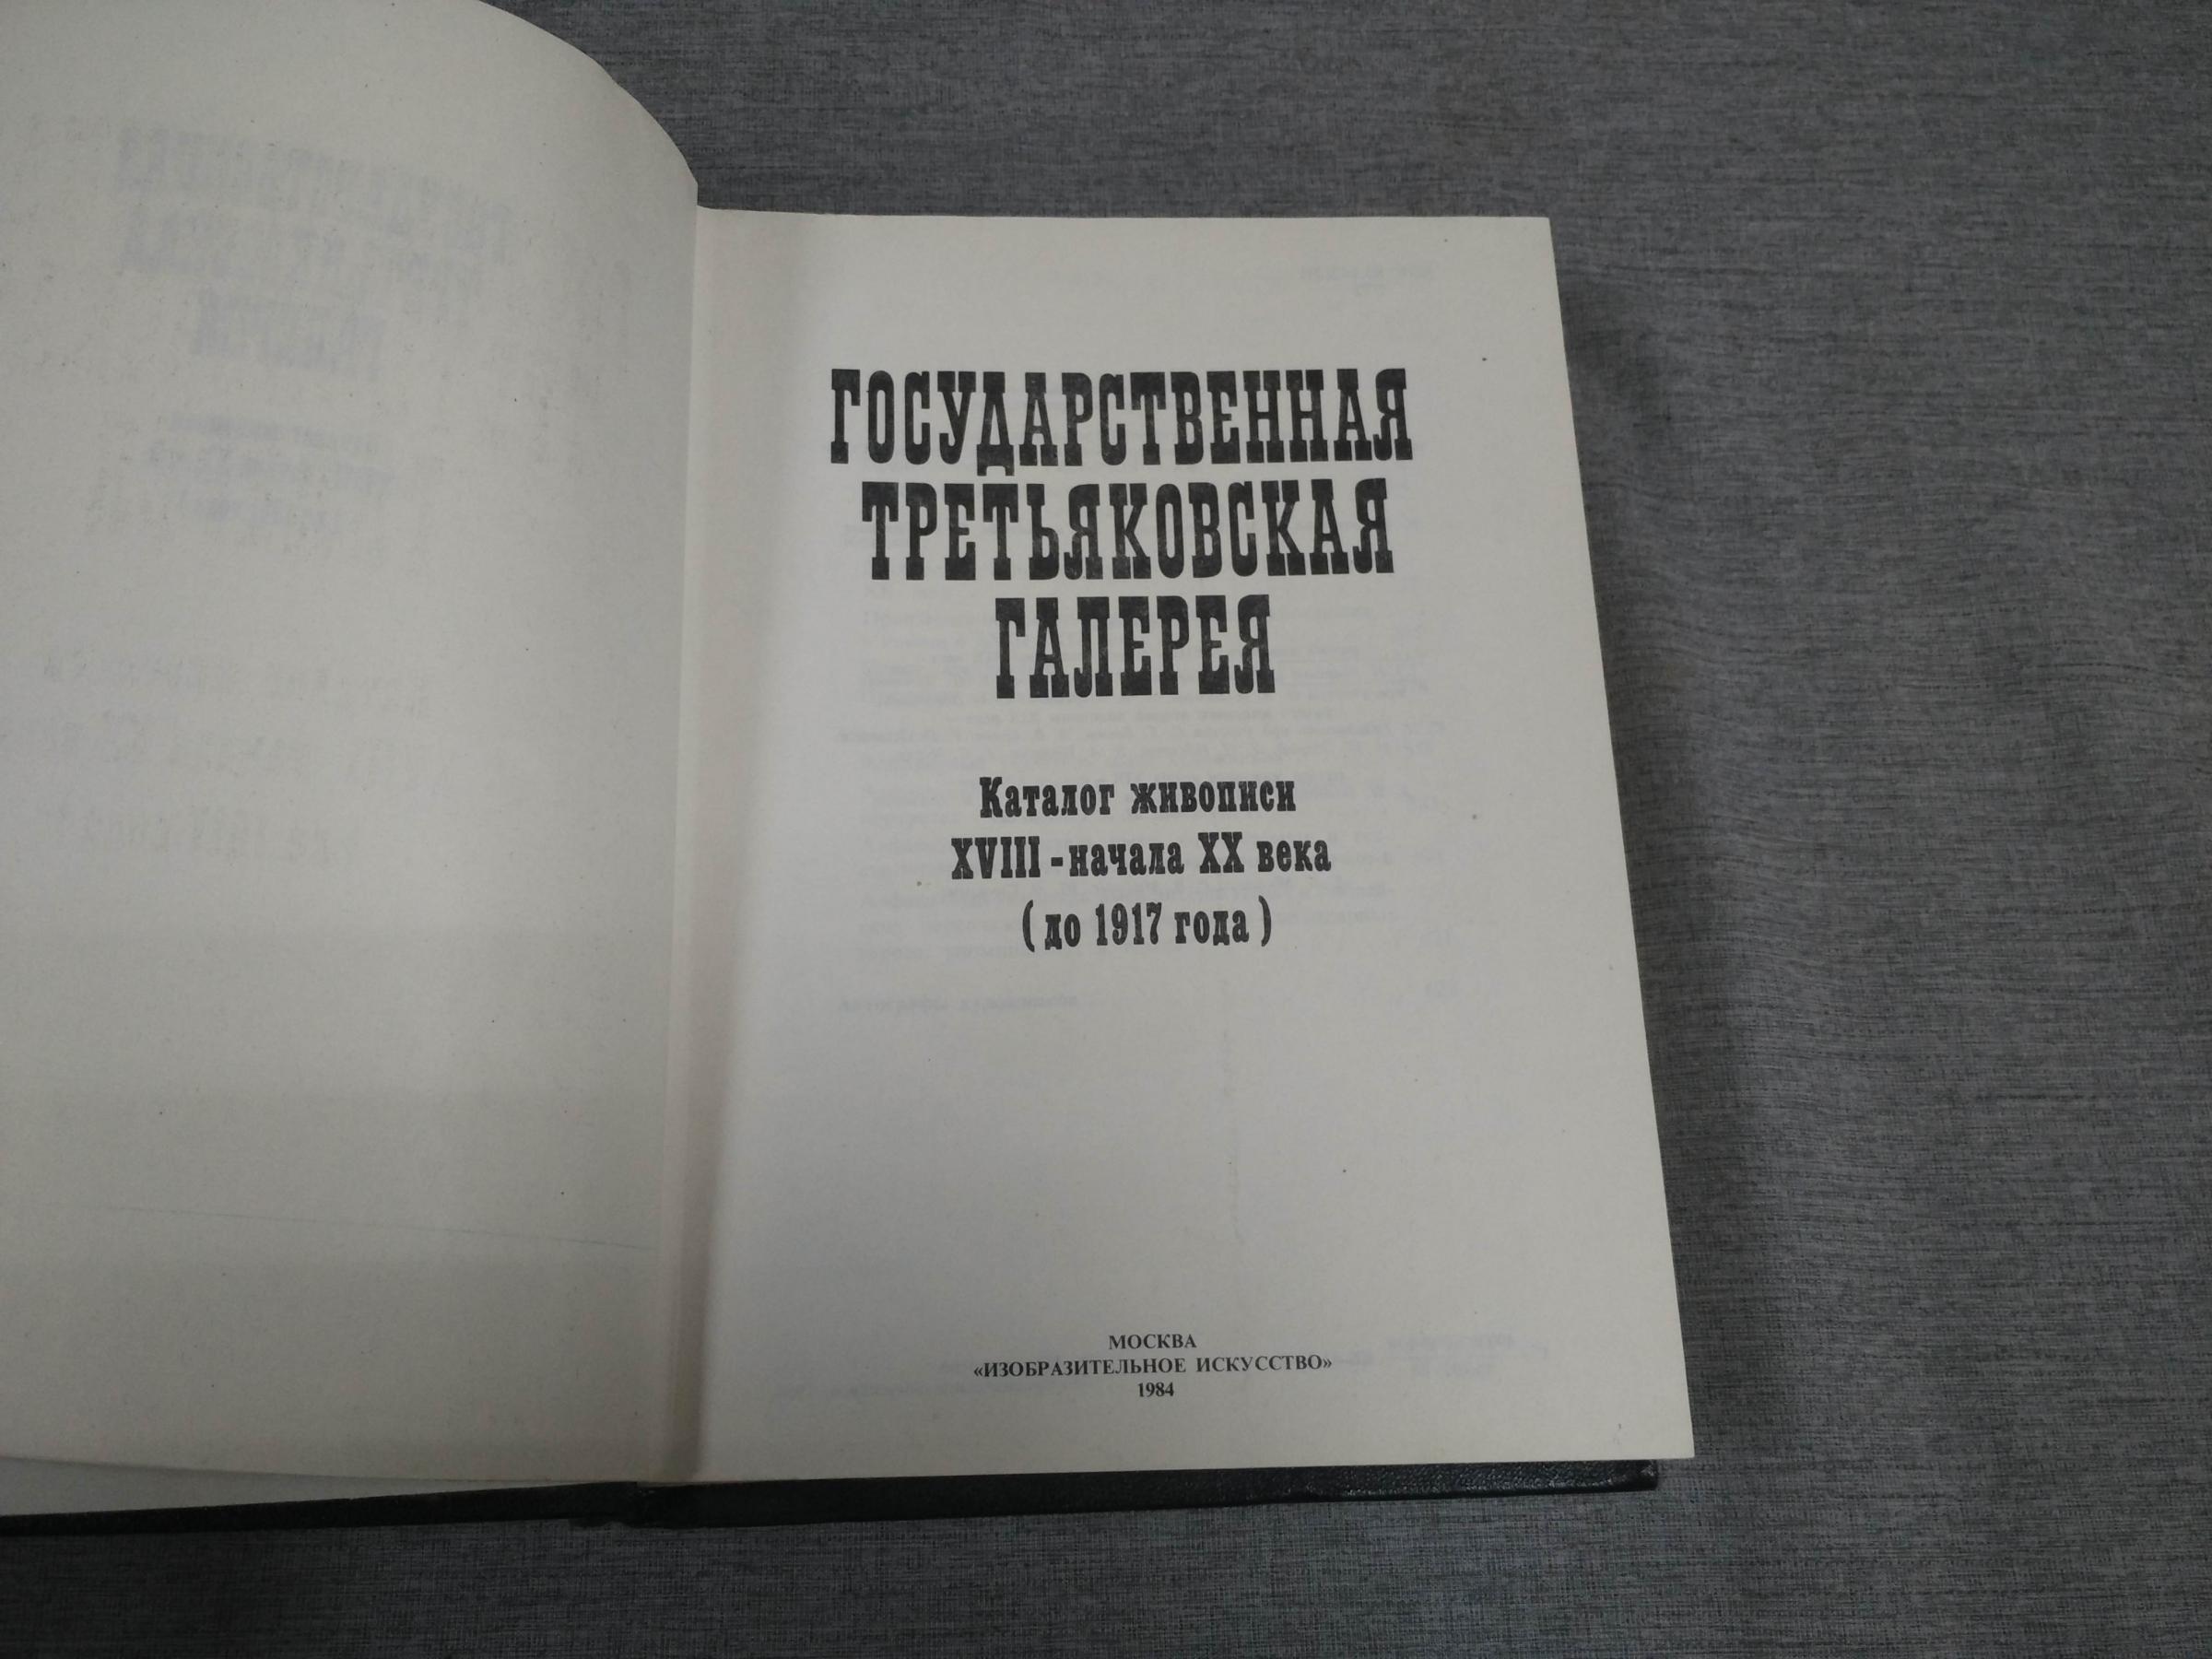 ГОСУДАРСТВЕННАЯ
ТРЕТЬЯКОВСКАЯ
ГАЛЕРЕЯ
Каталог живописи
XVIII - начала XX века
( до 1917 года )
МОСКВА
«ИЗОБРАЗИТЕЛЬНОЕ ИСКУССТВО»
1984